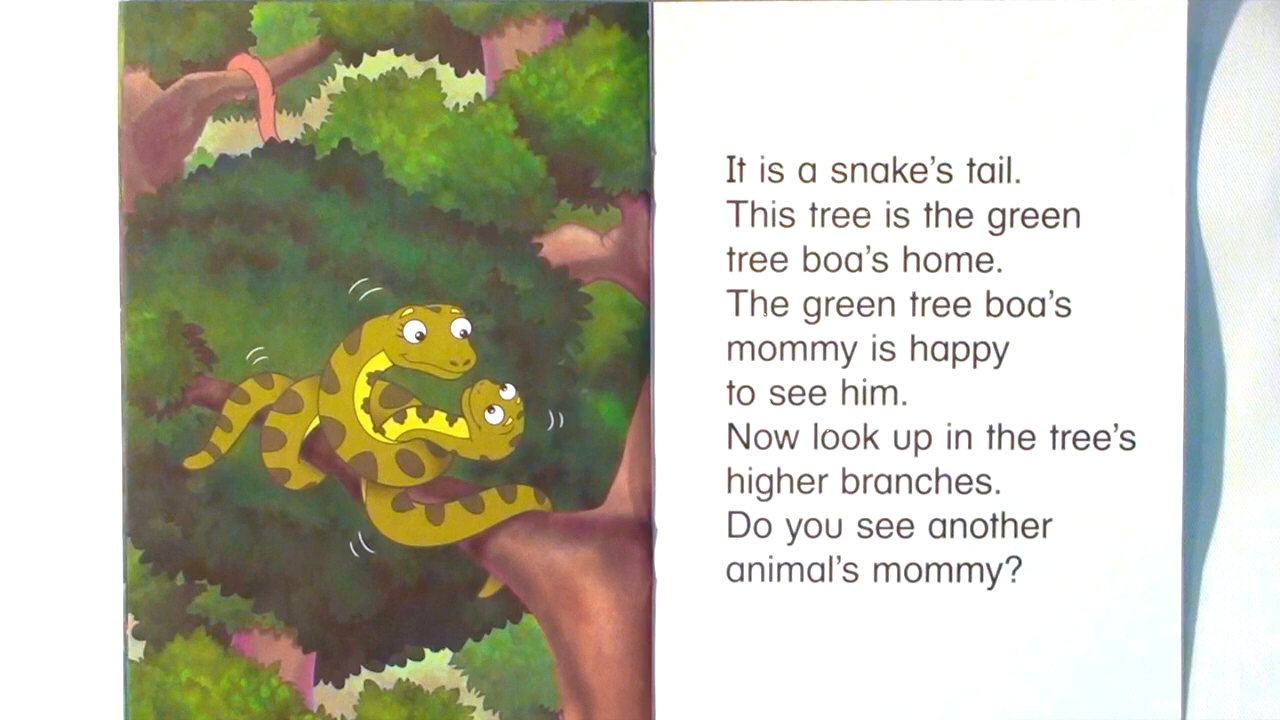 It is a snake’s tail.
This tree is the green
tree boa’s home.
The green tree boa’s
mommy is happy
to see him.
Now look up in the tree’s
higher branches.
Do you see another
animal’s mommy?